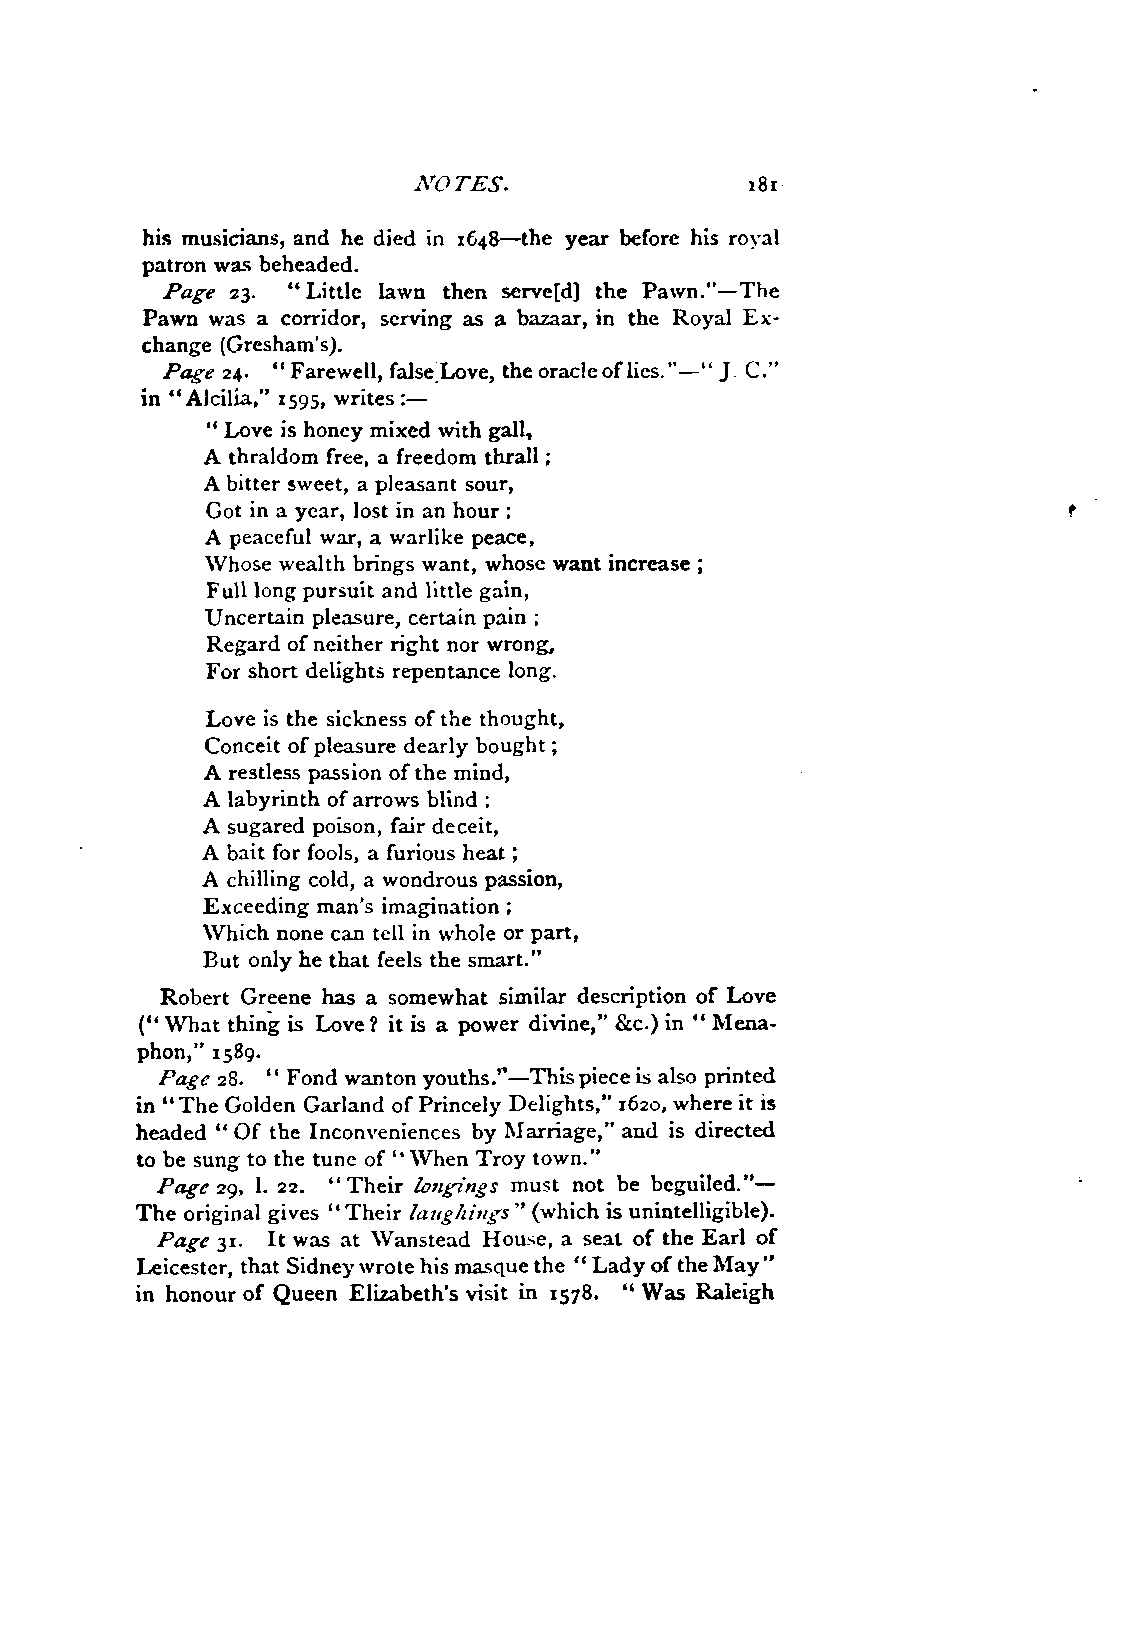 NOTES. 181
his musicians, and he died in 1648—the year before his royal
patron was beheaded.
Page 23. "Little lawn then serve[d] the Pawn."—The
Pawn was a corridor, serving as a bazaar, in the Royal Ex-
change (Gresham's).
Page 24. "Farewell, false Love, the oracle of lies."—"J. C."
in "Alcilia," 1595, writes :—
"Love is honey mixed with gall,
A thraldom free, a freedom thrall ;
A bitter sweet, a pleasant sour,
Got in a year, lost in an hour ;
A peaceful war, a warlike peace,
Whose wealth brings want, whose want increase ;
Full long pursuit and little gain,
Uncertain pleasure, certain pain ;
Regard of neither right nor wrong,
For short delights repentance long.
Love is the sickness of the thought,
Conceit of pleasure dearly bought ;
A restless passion of the mind,
A labyrinth of arrows blind ;
A sugared poison, fair deceit,
A bait for fools, a furious heat ;
A chilling cold, a wondrous passion,
Exceeding man's imagination ;
Which none can tell in whole or part,
But only he that feels the smart."
Robert Greene has a somewhat similar description of Love
("What thing is Love? it is a power divine," &c.) in "Mena-
phon," 1589.
Page 28. "Fond wanton youths."—This piece is also printed
in "The Golden Garland of Princely Delights," 1620, where it is
headed "Of the Inconveniences by Marriage," and is directed
to be sung to the tune of "When Troy town."
Page 29, l. 22. "Their longings must not be beguiled."—
The original gives "Their laughings" (which is unintelligible).
Page 31. It was at Wanstead House, a seat of the Earl of
Leicester, that Sidney wrote his masque the "Lady of the May"
in honour of Queen Elizabeth's visit in 1578. "Was Raleigh